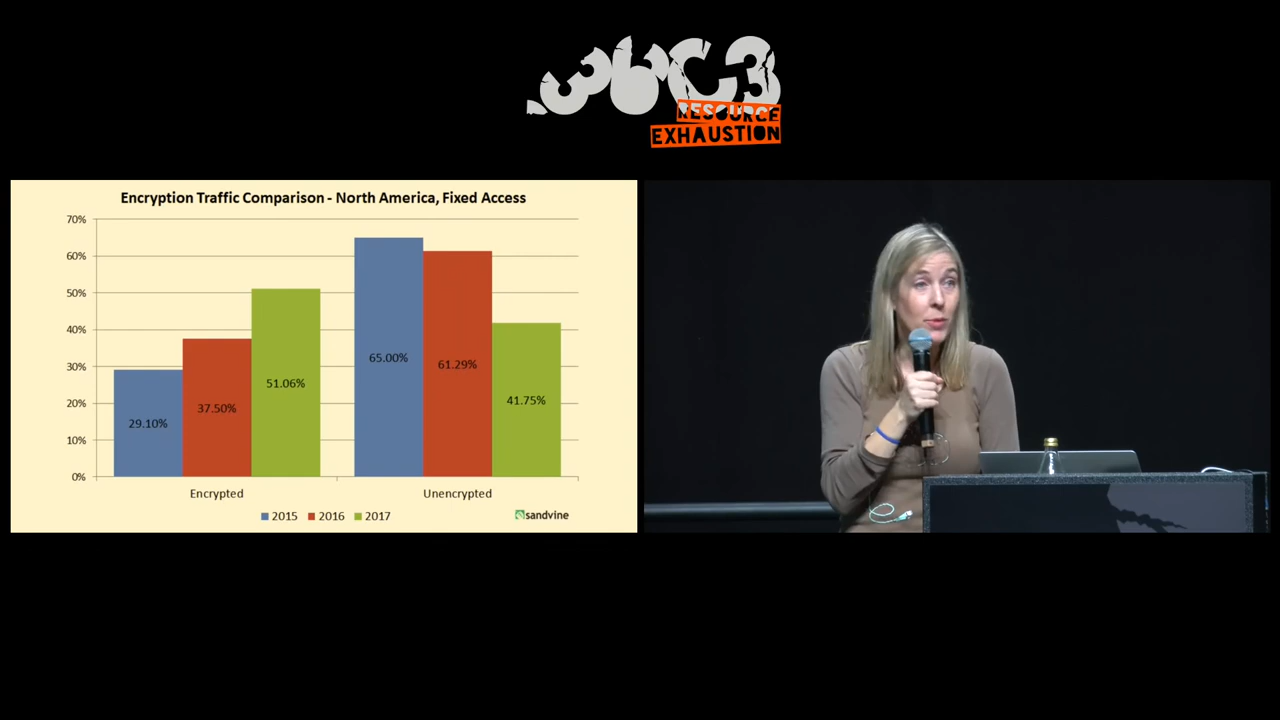 36C3
RESOURCE
EXHAUSTION
Encryption Traffic Comparison - North America, Fixed Access
70%
60%
50%
40%
30%
20%
10%
0%
29.10%
37.50%
51.06%
65.00%
61.29%
41.75%
Encrypted
Unencrypted
2015
2016
2017
sandvine